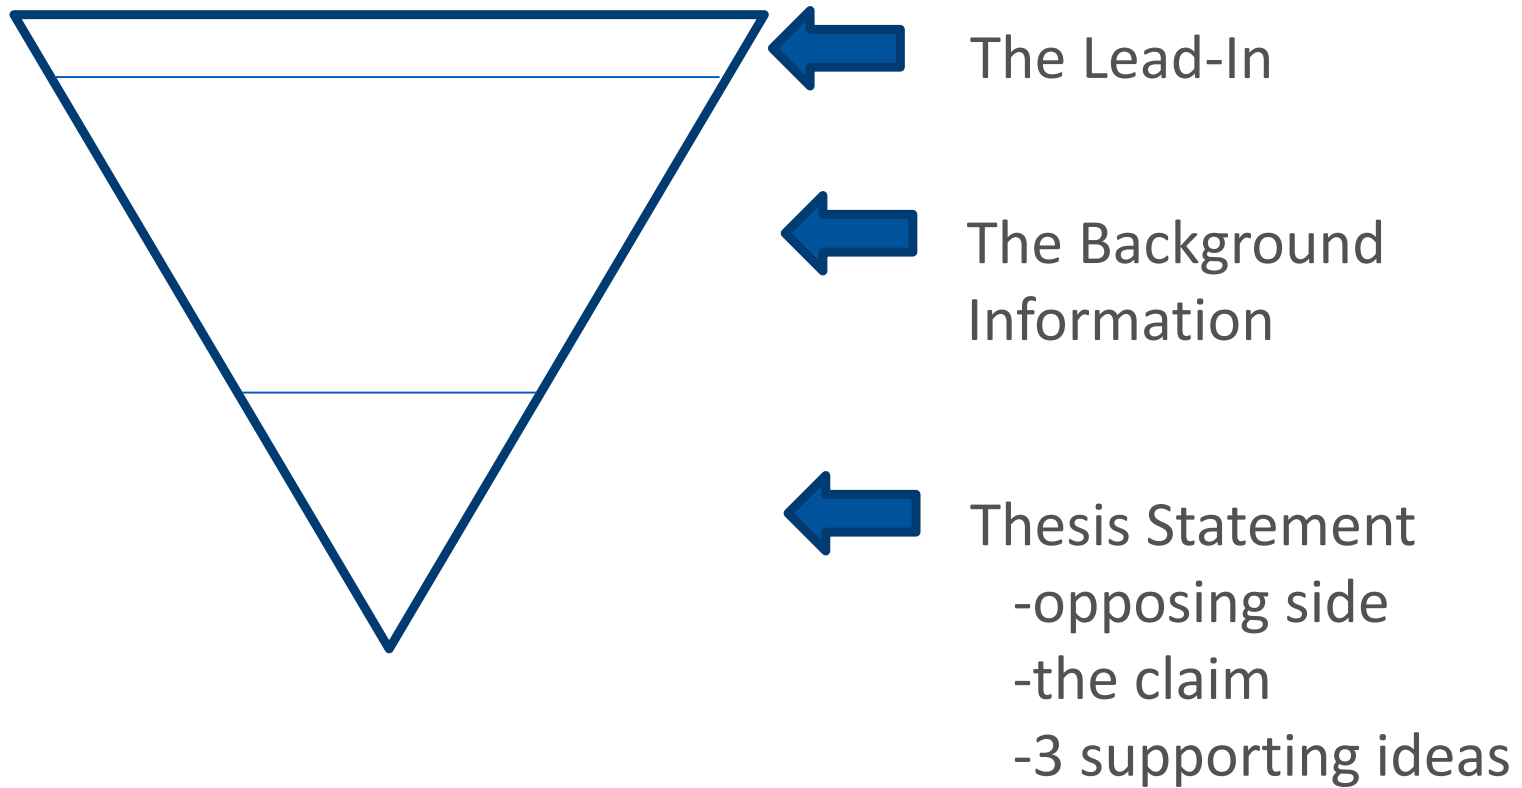 The Lead-In
The Background
Information
Thesis Statement
-opposing side
-the claim
-3 supporting ideas